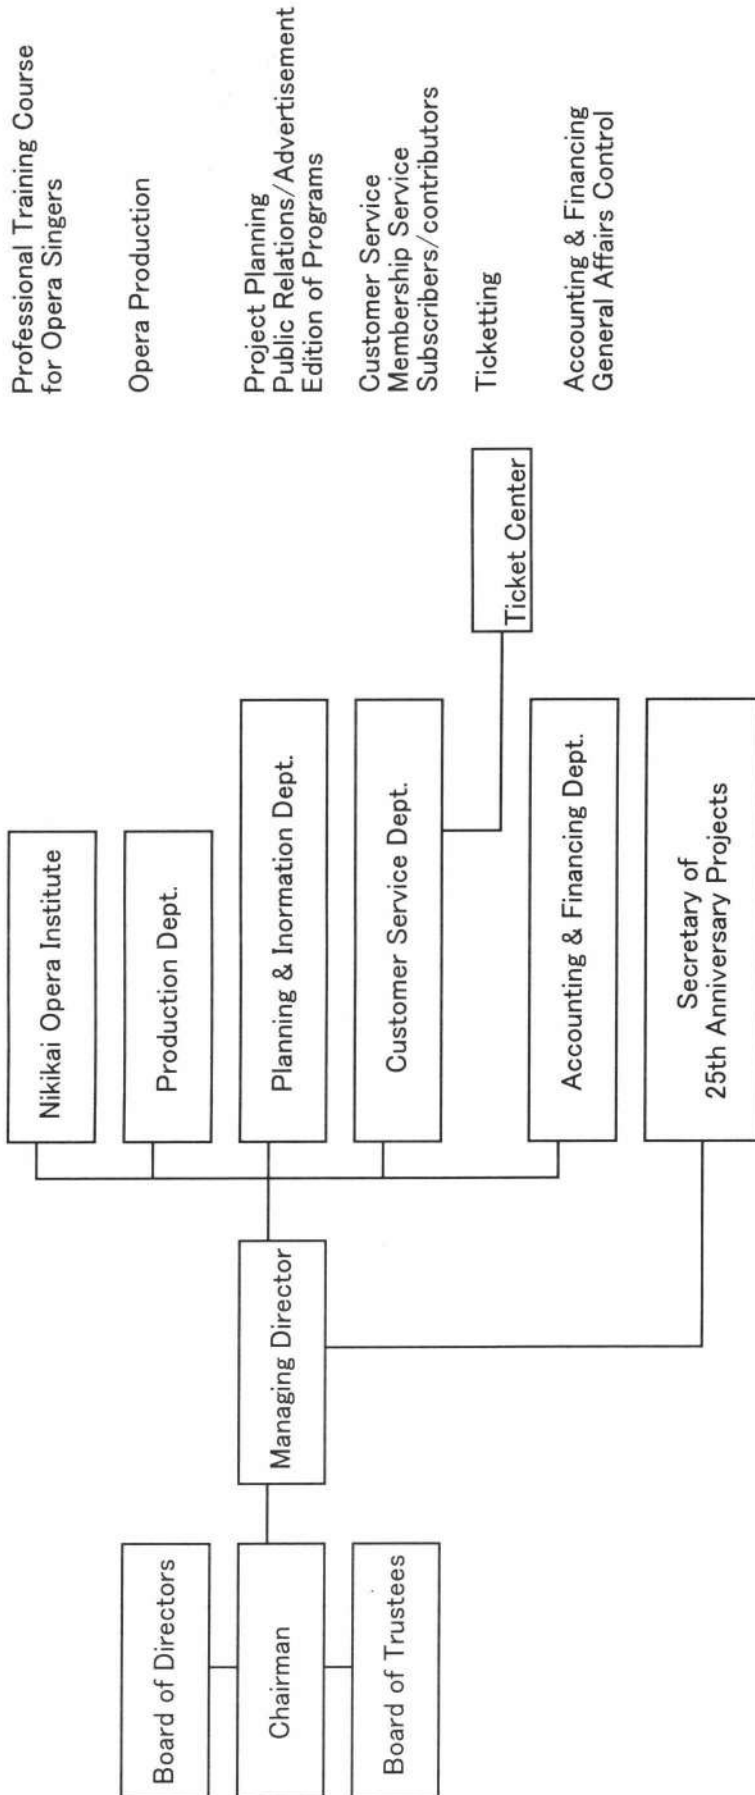 Board of Directors
Chairman
Board of Trustees
Managing Director
Nikikai Opera Institute
Production Dept.
Planning & Inormation Dept.
Customer Service Dept.
Accounting & Financing Dept.
Secretary of
25th Anniversary Projects
Ticket Center
Professional Training Course
for Opera Singers
Opera Production
Project Planning
Public Relations/Advertisement
Edition of Programs
Customer Service
Membership Service
Subscribers/contributors
Ticketting
Accounting & Financing
General Affairs Control